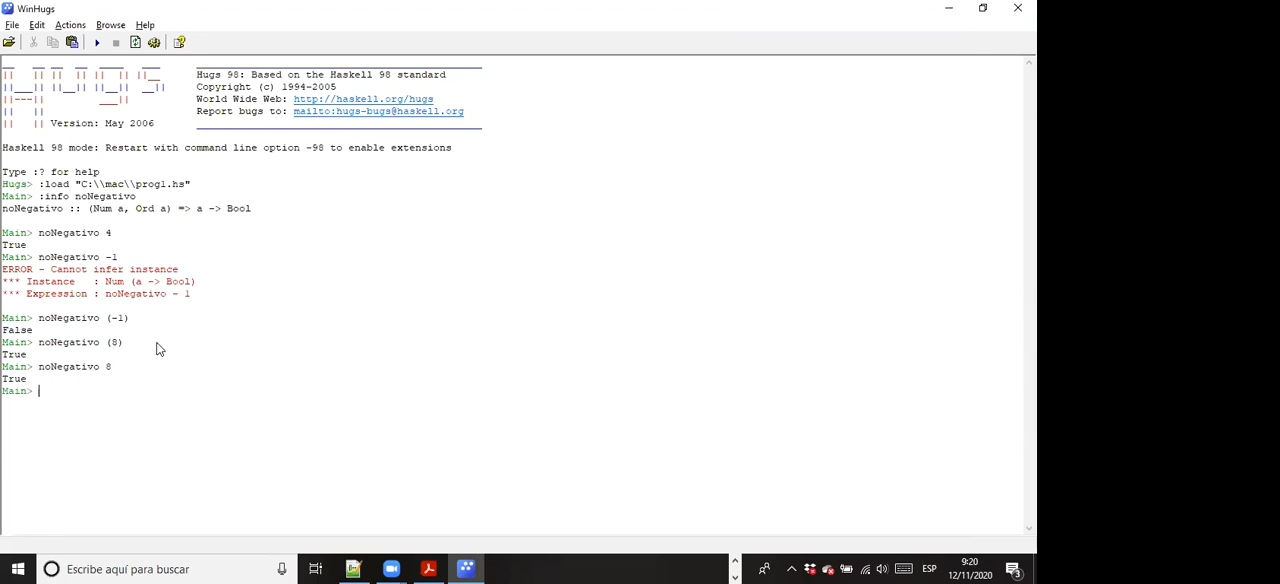 WinHugs
File Edit Actions Browse Help
Hugs 98: Based on the Haskell 98 standard
Copyright (c) 1994-2005
World Wide Web: http://haskell.org/hugs
Report bugs to: mailto:hugs-bugs@haskell.org
Version: May 2006
Haskell 98 mode: Restart with command line option -98 to enable extensions
Type :? for help
Hugs> :load "C:\\mac\\prog1.hs"
Main> :info noNegativo
noNegativo :: (Num a, Ord a) => a -> Bool
Main> noNegativo 4
True
Main> noNegativo -1
ERROR - Cannot infer instance
*** Instance : Num (a -> Bool)
*** Expression : noNegativo - 1
Main> noNegativo (-1)
False
Main> noNegativo (8)
True
Main> noNegativo 8
True
Main>
Escribe aquí para buscar
ESP
9:20
12/11/2020
3